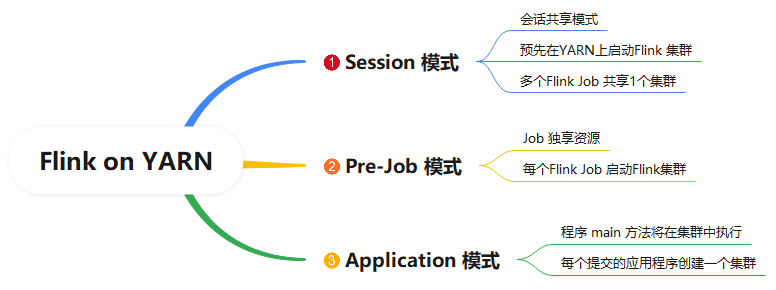 Flink on YARN
1 Session 模式
会话共享模式
预先在YARN上启动Flink 集群
多个Flink Job 共享1个集群
2 Pre-Job 模式
Job 独享资源
每个Flink Job 启动Flink集群
3 Application 模式
程序 main 方法将在集群中执行
每个提交的应用程序创建一个集群